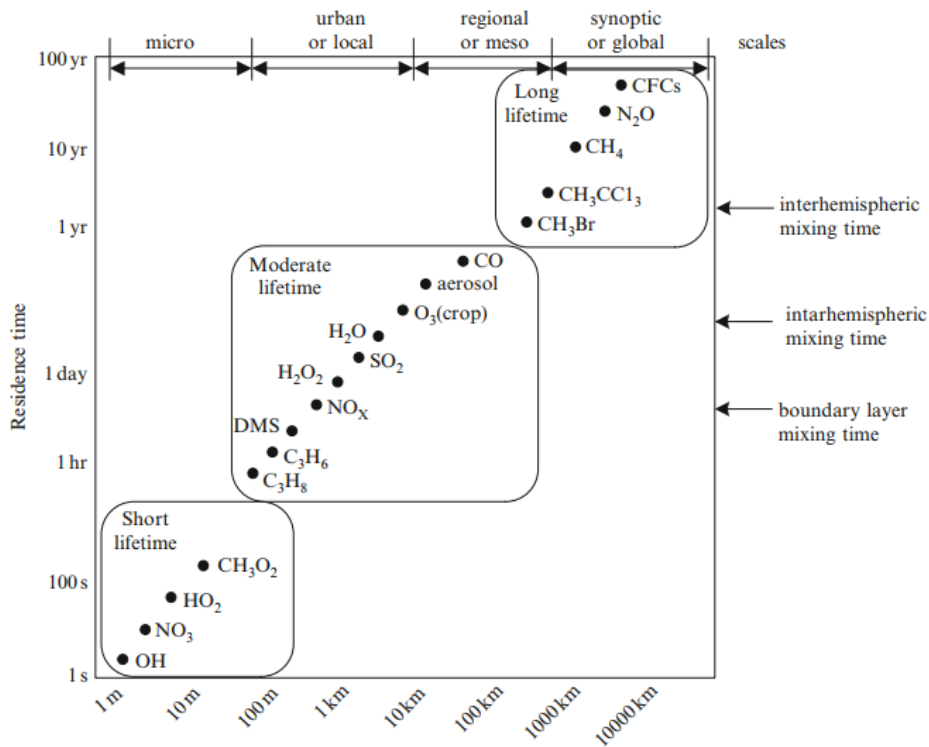 urban
regional
synoptic
micro
or local
or meso
or global
scales
100 yr
Long
lifetime
CFCs
N₂O
10 yr
CH₄
CH₃CCl₃
interhemispheric
mixing time
1 yr
CH₃Br
Moderate
lifetime
CO
aerosol
O₃(crop)
intarhemispheric
mixing time
H₂O
SO₂
1 day
H₂O₂
NOₓ
boundary layer
mixing time
DMS
C₃H₆
1 hr
C₃H₈
Residence time
Short
lifetime
CH₃O₂
100 s
HO₂
NO₃
OH
1 s
1 m
10 m
100 m
1 km
10 km
100 km
1000 km
10000 km